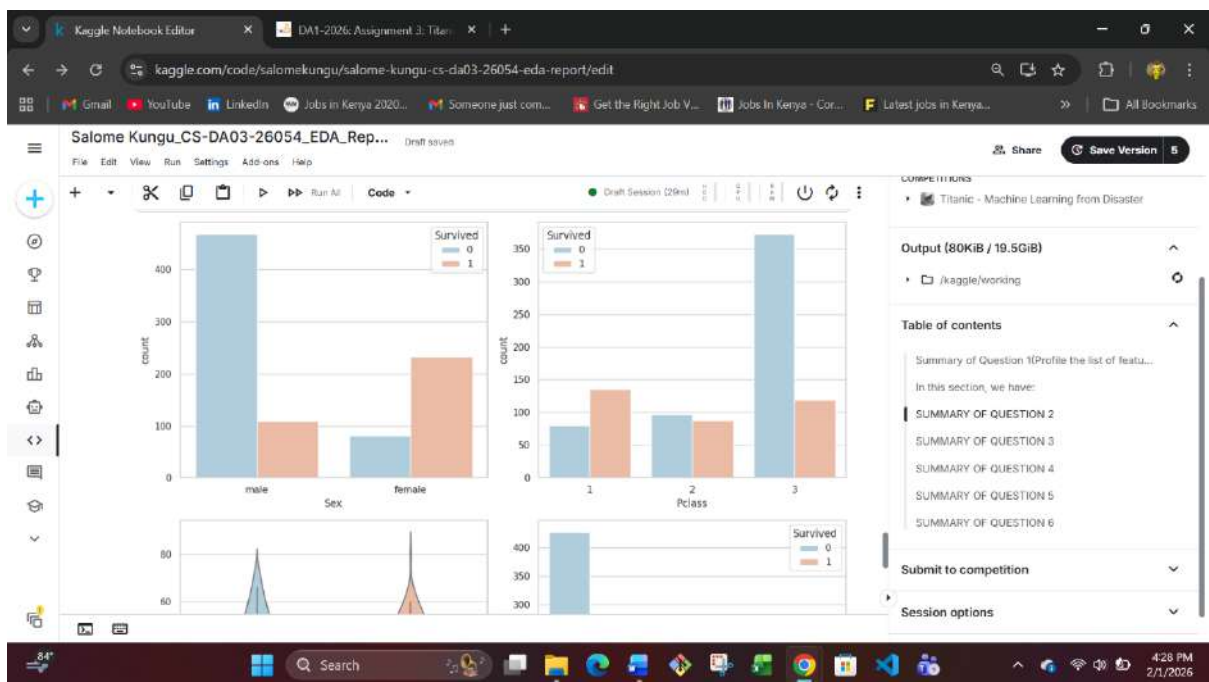 Kaggle Notebook Editor
DA1-2026: Assignment 3: Titan
kaggle.com/code/salomekungu/salome-kungu-cs-da03-26054-eda-report/edit
Gmail YouTube LinkedIn Jobs in Kenya 2020... Someone just com... Get the Right Job V... Jobs In Kenya - Cor... Latest jobs in Kenya... » All Bookmarks
Salome Kungu_CS-DA03-26054_EDA_Rep... Draft saved
File Edit View Run Settings Add-ons Help
Share
Save Version 5
Run All Code
Draft Session (29m)
Survived
0
1
400
300
200
100
0
count
male female
Sex
Survived
0
1
350
300
250
200
150
100
50
0
count
1 2 3
Pclass
80
60
Survived
0
1
400
350
300
COMPETITIONS
Titanic - Machine Learning from Disaster
Output (80KiB / 19.5GiB)
/kaggle/working
Table of contents
Summary of Question 1(Profile the list of featu...
In this section, we have:
SUMMARY OF QUESTION 2
SUMMARY OF QUESTION 3
SUMMARY OF QUESTION 4
SUMMARY OF QUESTION 5
SUMMARY OF QUESTION 6
Submit to competition
Session options
84°
Search
4:28 PM
2/1/2026